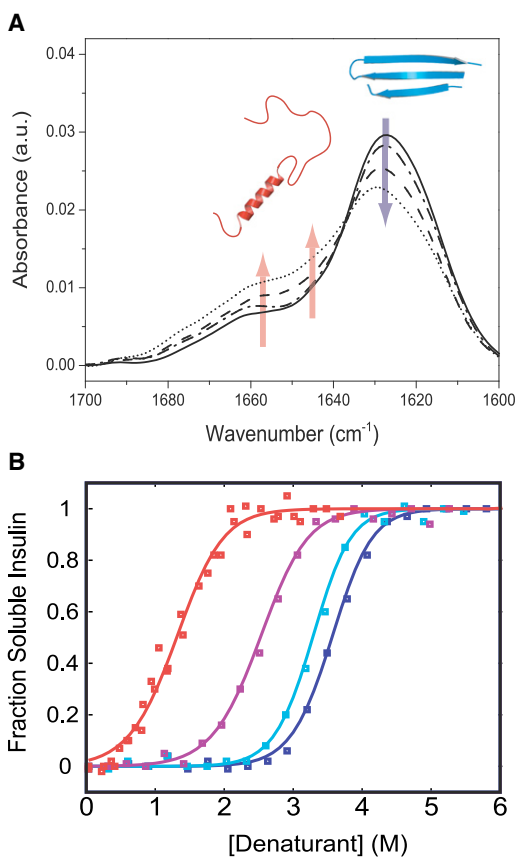 A
0.04
0.03
0.02
0.01
0.00
Absorbance (a.u.)
1700 1680 1660 1640 1620 1600
Wavenumber (cm⁻¹)
B
1
0.8
0.6
0.4
0.2
0
Fraction Soluble Insulin
0 1 2 3 4 5 6
[Denaturant] (M)